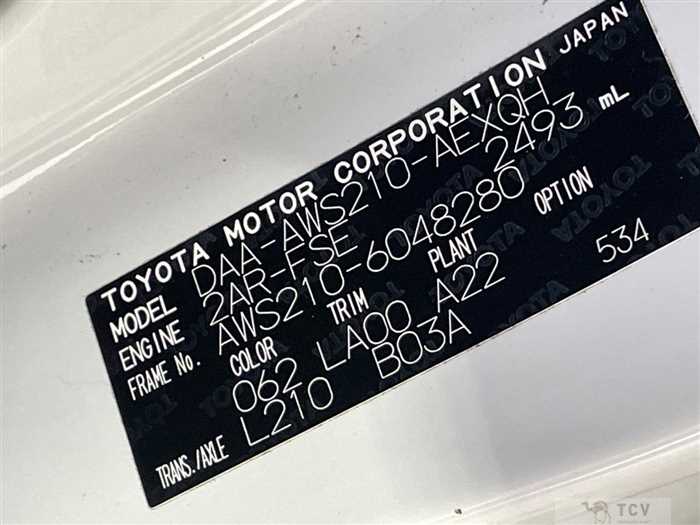 TOYOTA MOTOR CORPORATION JAPAN
MODEL DAA-AWS210-AEXQH
ENGINE 2AR-FSE 2493 mL
FRAME No. AWS210-6048280
COLOR TRIM PLANT OPTION
062 LA00 A22 534
TRANS./AXLE L210 B03A
TCV